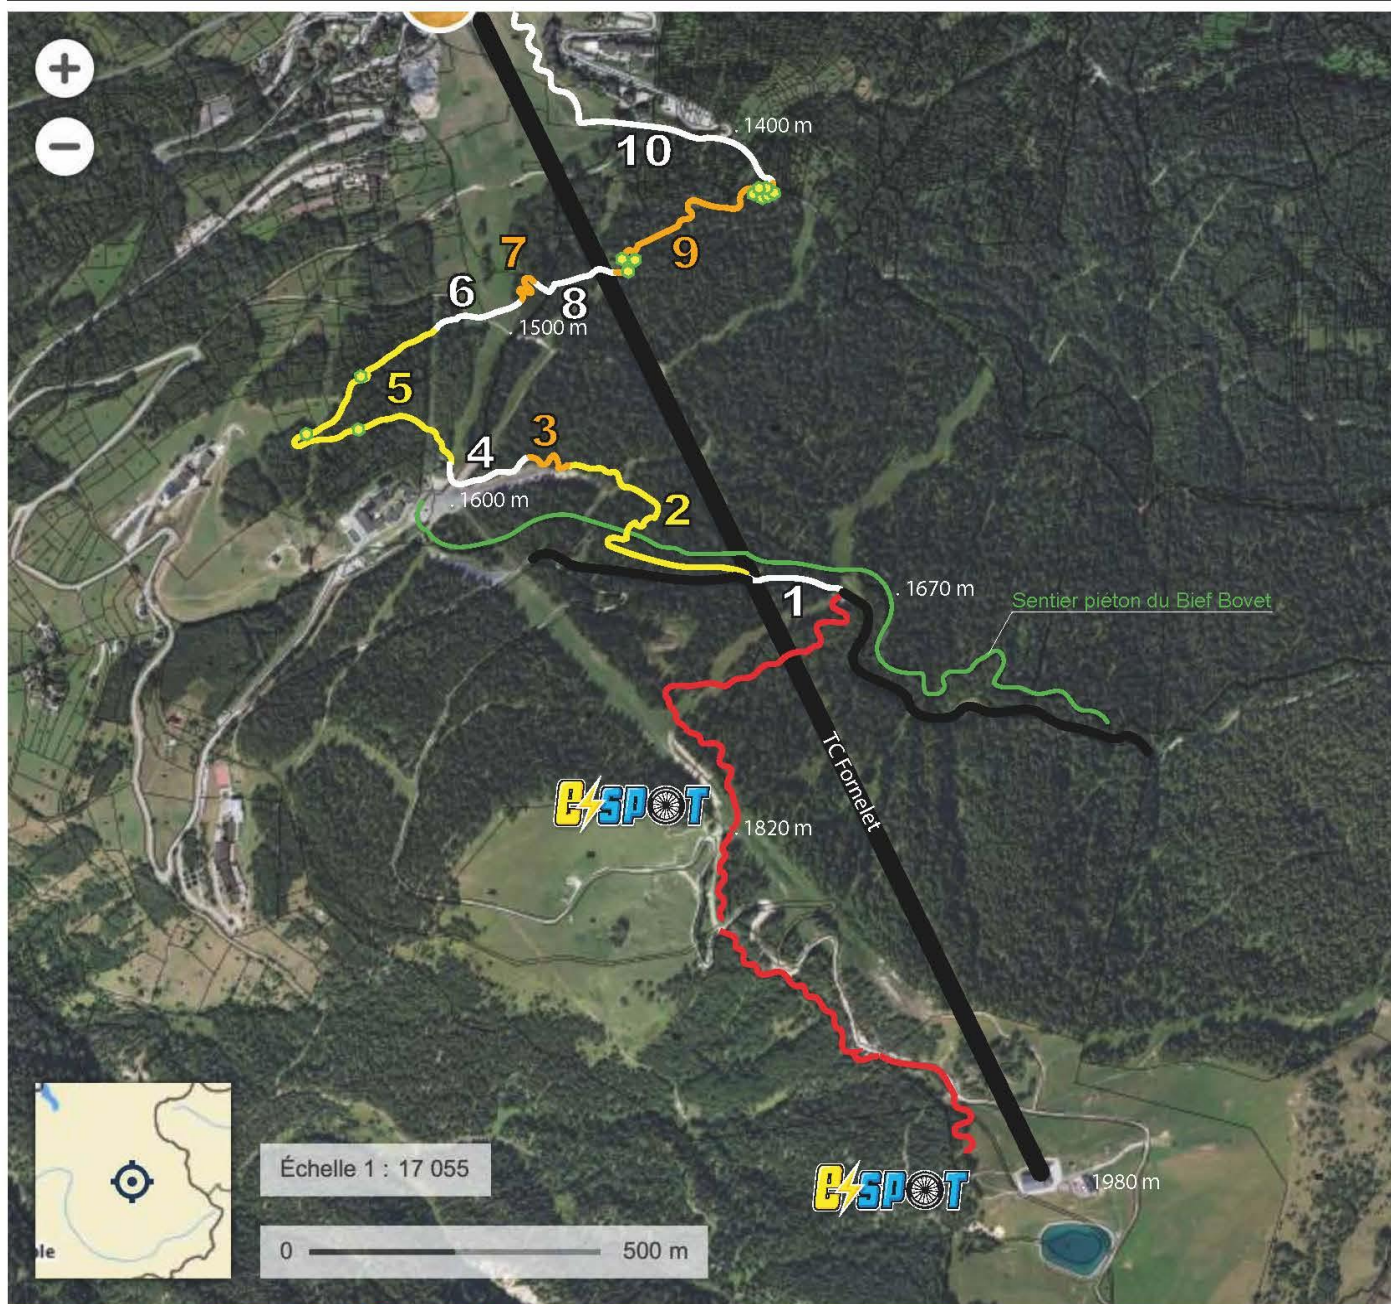 +
−
. 1400 m
10
9
7
6
8
. 1500 m
5
3
4
. 1600 m
2
1
. 1670 m
Sentier piéton du Bief Bovet
TC Fornelet
e SPOT
. 1820 m
e SPOT
1980 m
ble
Échelle 1 : 17 055
0 500 m